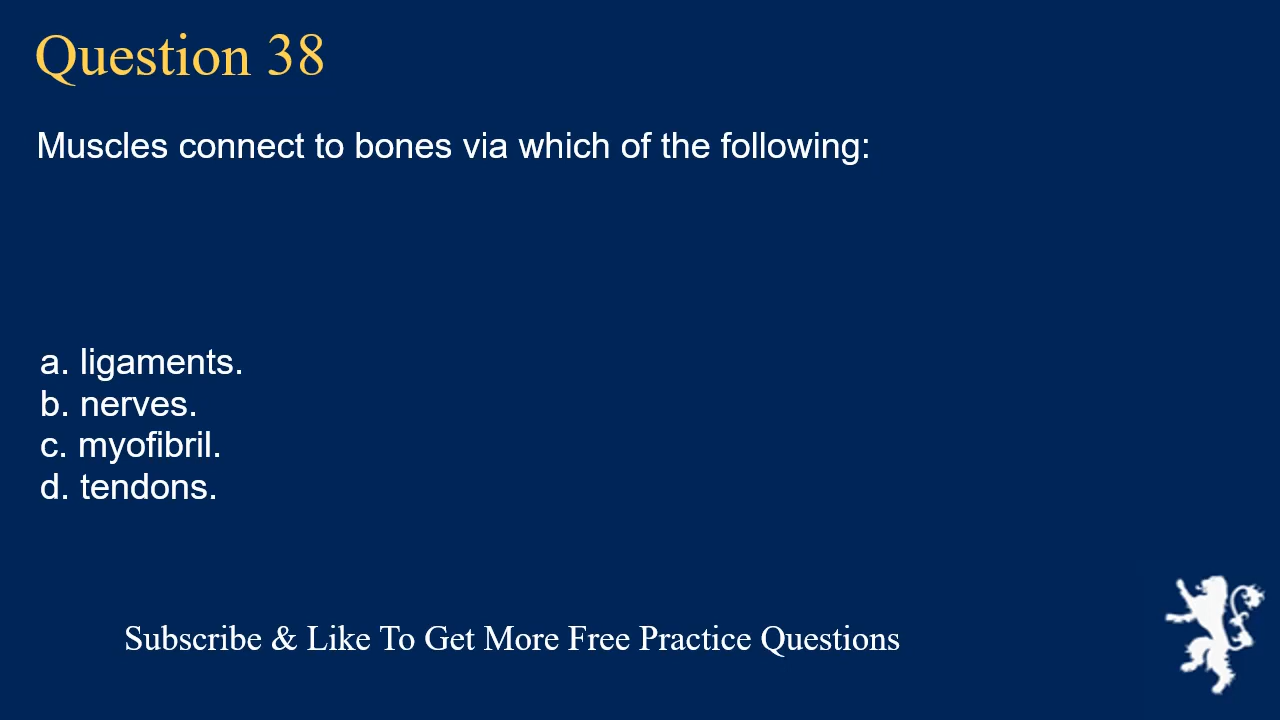 Question 38
Muscles connect to bones via which of the following:
a. ligaments.
b. nerves.
c. myofibril.
d. tendons.
Subscribe & Like To Get More Free Practice Questions